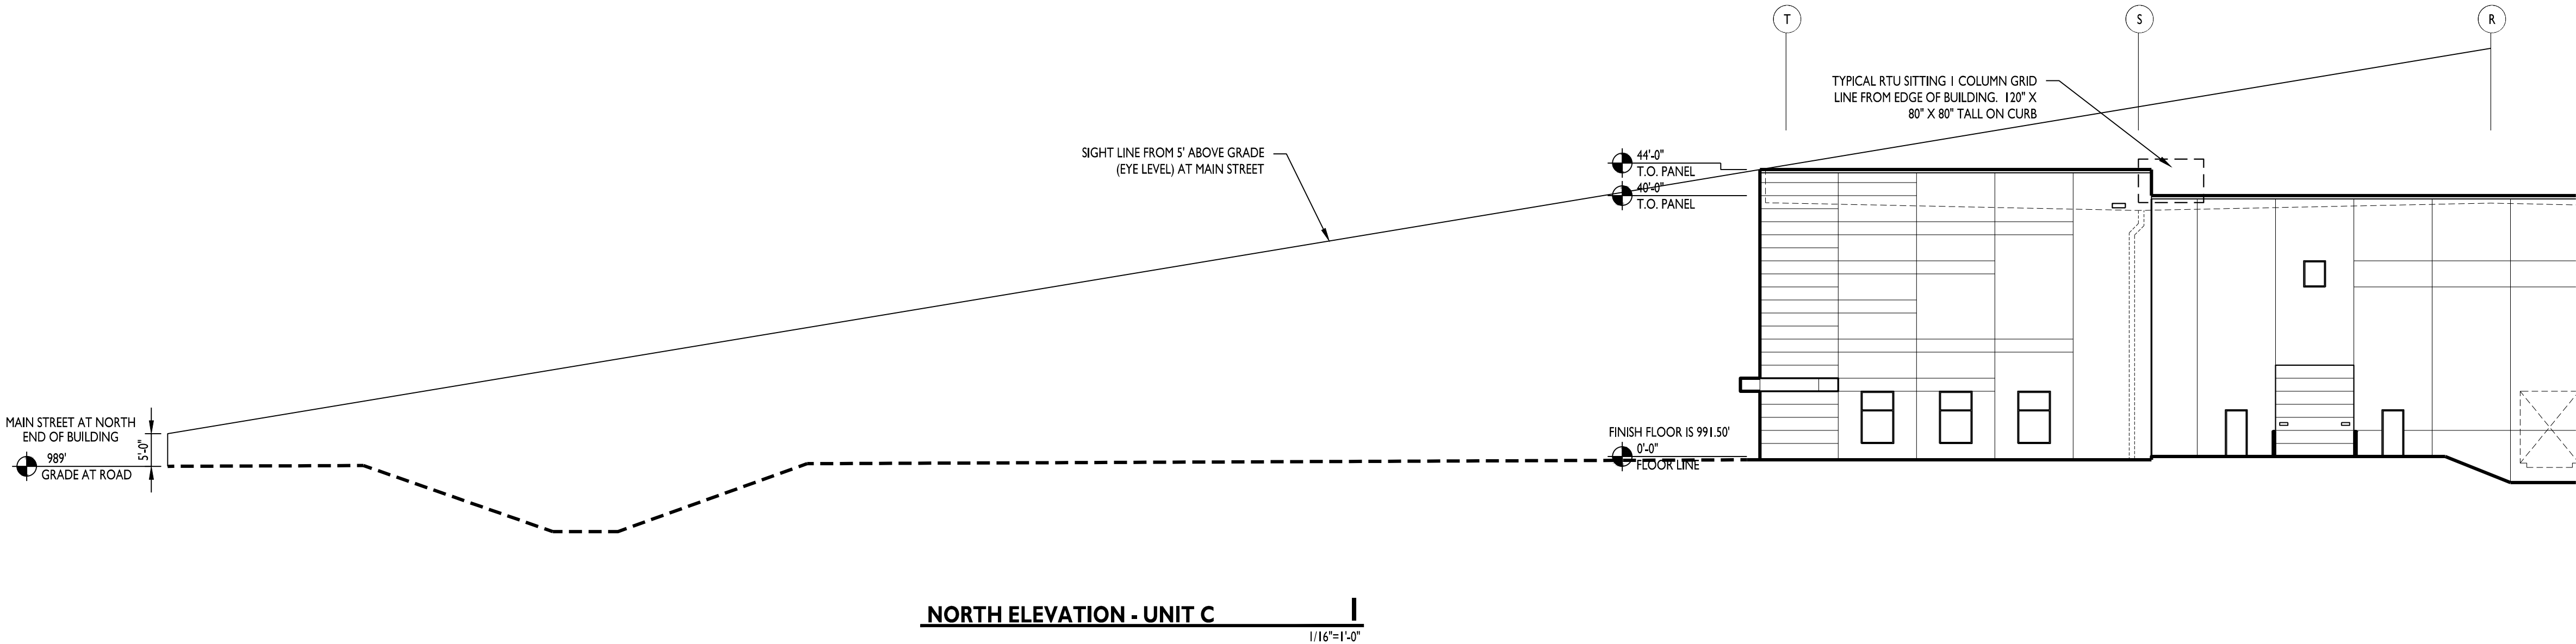 T
S
R
TYPICAL RTU SITTING 1 COLUMN GRID
LINE FROM EDGE OF BUILDING. 120" X
80" X 80" TALL ON CURB
SIGHT LINE FROM 5' ABOVE GRADE
(EYE LEVEL) AT MAIN STREET
44'-0"
T.O. PANEL
40'-0"
T.O. PANEL
MAIN STREET AT NORTH
END OF BUILDING
989'
GRADE AT ROAD
5'-0"
FINISH FLOOR IS 991.50'
0'-0"
FLOOR LINE
NORTH ELEVATION - UNIT C
1
1/16"=1'-0"